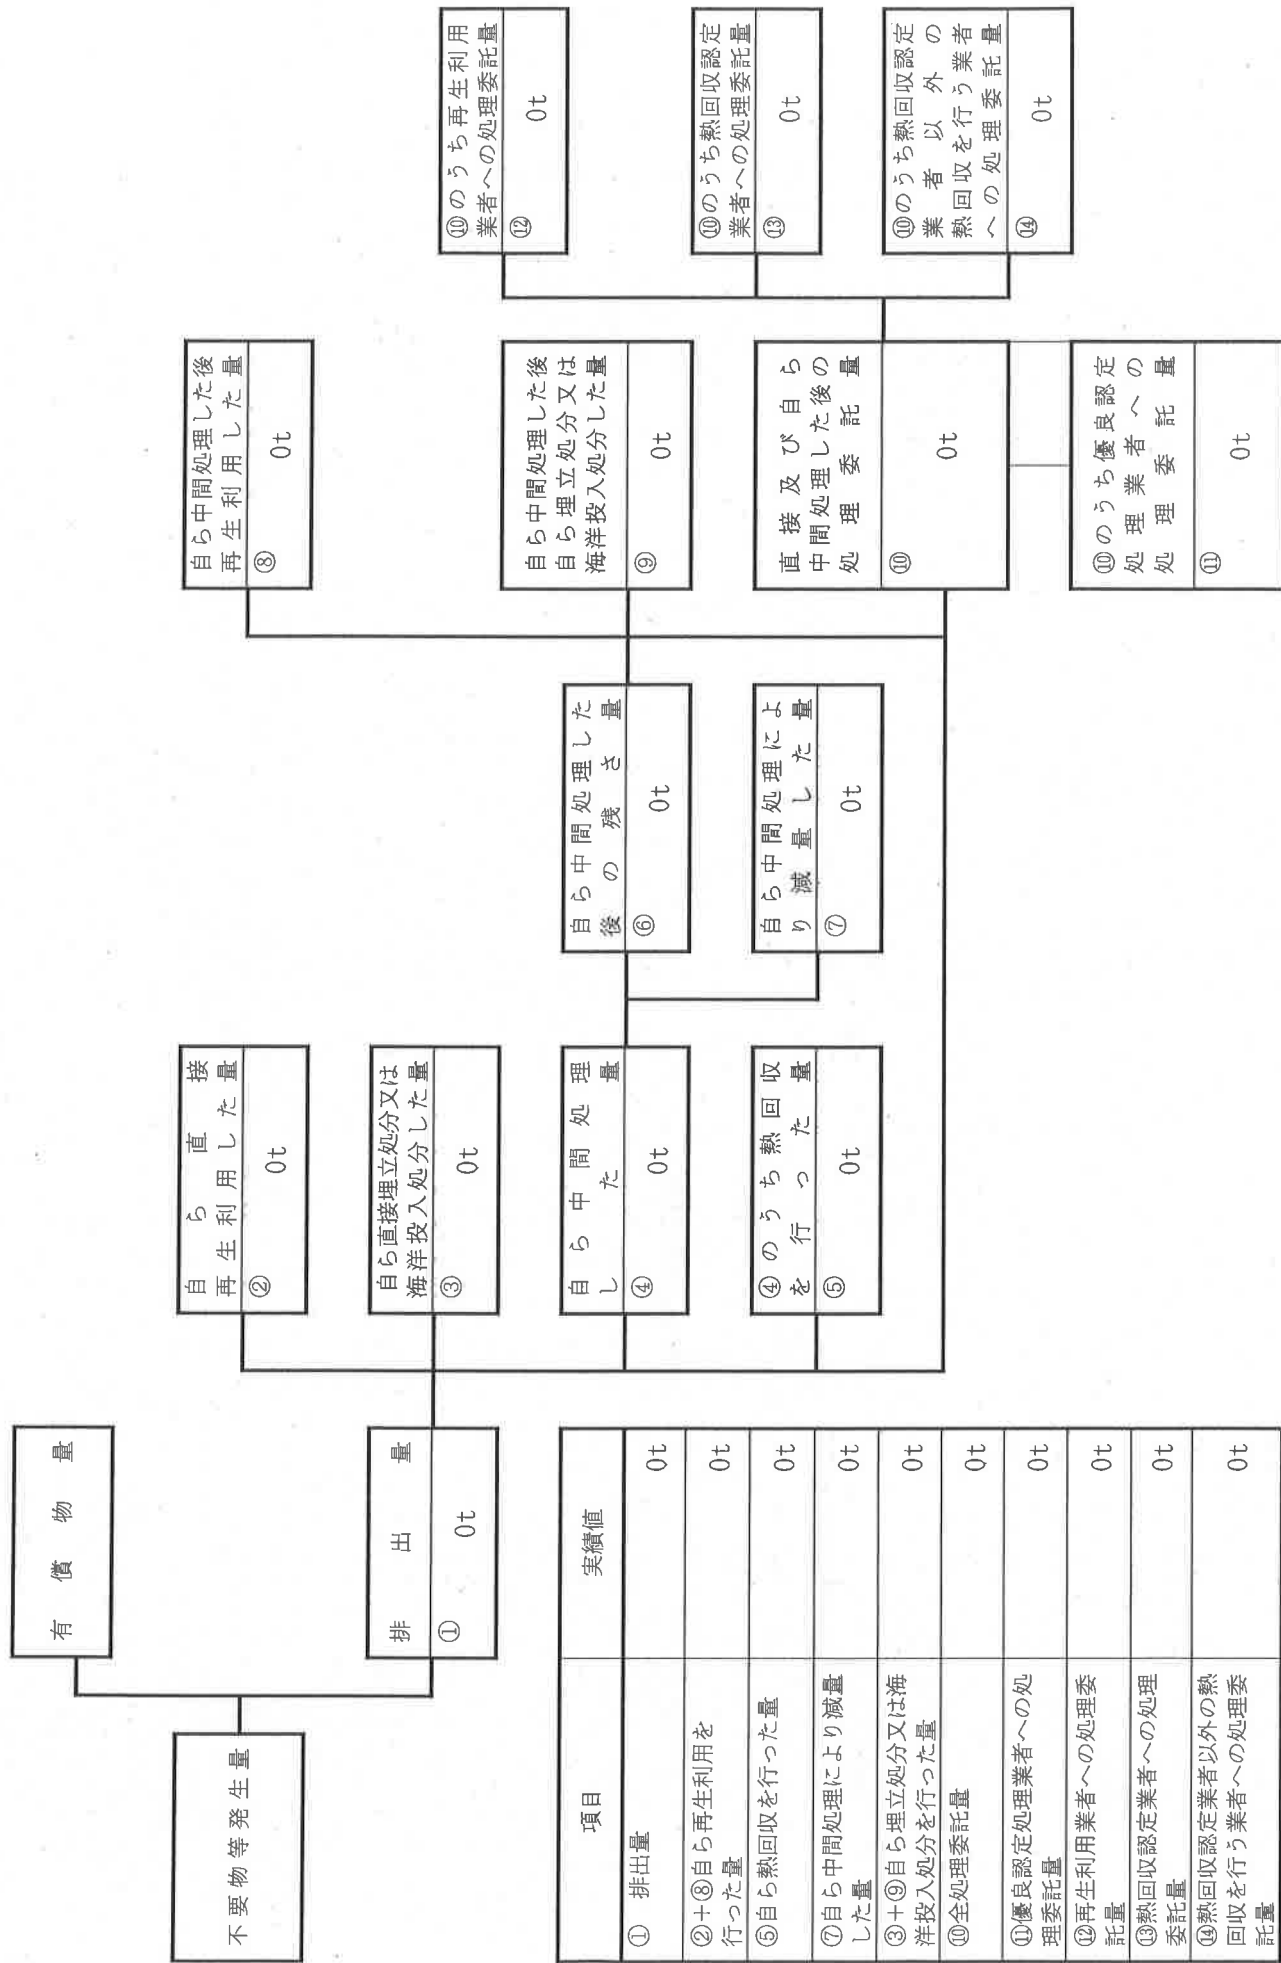 不要物等発生量
有償物量
排出量
①
0t
自ら直接
再生利用した量
②
0t
自ら直接埋立処分又は
海洋投入処分した量
③
0t
自ら中間処理
した量
④
0t
④のうち熱回収
を行った量
⑤
0t
自ら中間処理した
後の残さ量
⑥
0t
自ら中間処理によ
り減量した量
⑦
0t
自ら中間処理した後
再生利用した量
⑧
0t
自ら中間処理した後
自ら埋立処分又は
海洋投入処分した量
⑨
0t
直接及び自ら
中間処理した後の
処理委託量
⑩
0t
⑩のうち優良認定
処理業者への
処理委託量
⑪
0t
⑩のうち再生利用
業者への処理委託量
⑫
0t
⑩のうち熱回収認定
業者への処理委託量
⑬
0t
⑩のうち熱回収認定
業者以外の
熱回収を行う業者
への処理委託量
⑭
0t
項目 実績値
① 排出量 0t
②+⑧自ら再生利用を
行った量 0t
⑤自ら熱回収を行った量 0t
⑦自ら中間処理により減量
した量 0t
③+⑨自ら埋立処分又は海
洋投入処分を行った量 0t
⑩全処理委託量 0t
⑪優良認定処理業者への処
理委託量 0t
⑫再生利用業者への処理委
託量 0t
⑬熱回収認定業者への処理
委託量 0t
⑭熱回収認定業者以外の熱
回収を行う業者への処理委
託量 0t